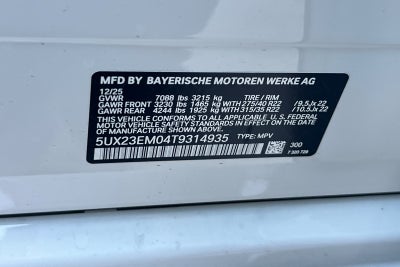 MFD BY BAYERISCHE MOTOREN WERKE AG
12/25
GVWR 7088 lbs 3215 kg TIRE / RIM
GAWR FRONT 3230 lbs 1465 kg WITH 275/40 R22 / 9.5Jx 22
GAWR REAR 4244 lbs 1925 kg WITH 315/35 R22 / 10.5Jx 22
THIS VEHICLE CONFORMS TO ALL APPLICABLE U.S. FEDERAL
MOTOR VEHICLE SAFETY STANDARDS IN EFFECT ON THE
DATE OF MANUFACTURE SHOWN ABOVE
5UX23EM04T9314935 TYPE: MPV
300